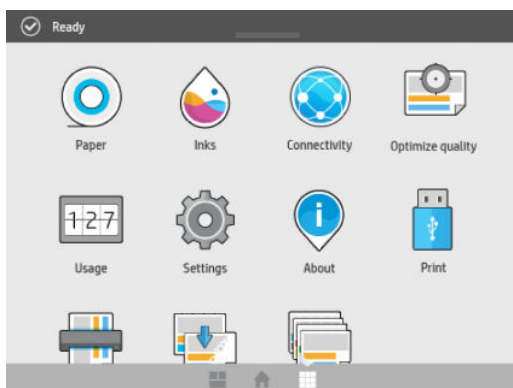 Ready
Paper
Inks
Connectivity
Optimize quality
127
Usage
Settings
About
Print